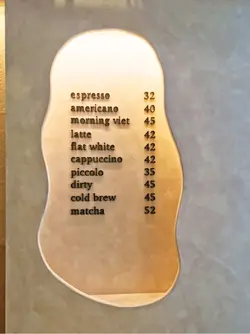 espresso 32
americano 40
morning viet 45
latte 42
flat white 42
cappuccino 42
piccolo 35
dirty 45
cold brew 45
matcha 52